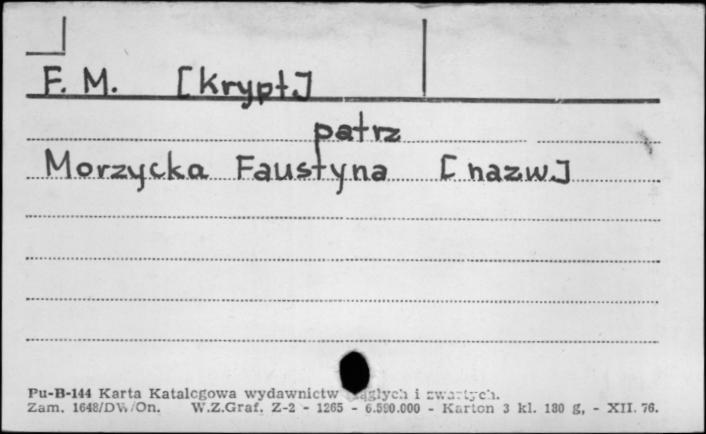 F. M. [krypt.]
patrz
Morzycka Faustyna [nazw.]
Pu-B-144 Karta Katalogowa wydawnictw ciągłych i zwartych.
Zam. 1648/DW/On. W.Z.Graf. Z-2 - 1265 - 6.590.000 - Karton 3 kl. 180 g, - XII. 76.